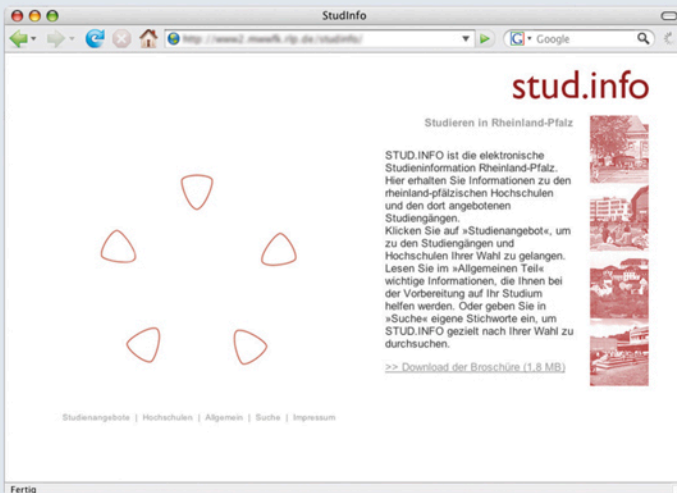 StudInfo
Google
stud.info
Studieren in Rheinland-Pfalz
STUD.INFO ist die elektronische
Studieninformation Rheinland-Pfalz.
Hier erhalten Sie Informationen zu den
rheinland-pfälzischen Hochschulen
und den dort angebotenen
Studiengängen.
Klicken Sie auf »Studienangebot«, um
zu den Studiengängen und
Hochschulen Ihrer Wahl zu gelangen.
Lesen Sie im »Allgemeinen Teil«
wichtige Informationen, die Ihnen bei
der Vorbereitung auf Ihr Studium
helfen werden. Oder geben Sie in
»Suche« eigene Stichworte ein, um
STUD.INFO gezielt nach Ihrer Wahl zu
durchsuchen.
>> Download der Broschüre (1,8 MB)
Studienangebote | Hochschulen | Allgemein | Suche | Impressum
Fertig